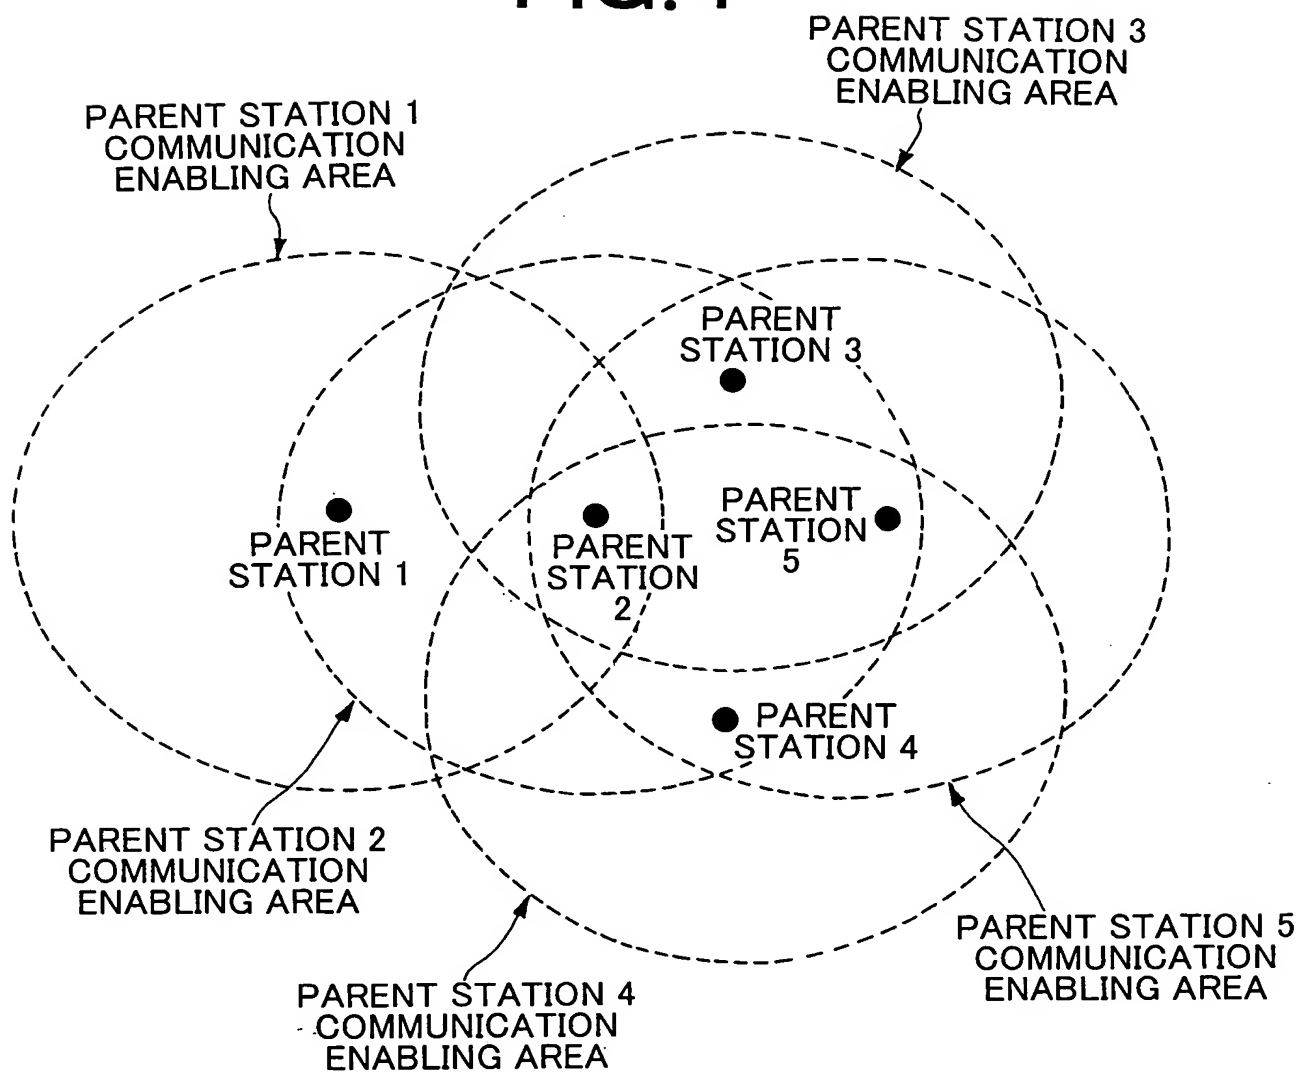 PARENT STATION 3
COMMUNICATION
ENABLING AREA
PARENT STATION 1
COMMUNICATION
ENABLING AREA
PARENT
STATION 3
PARENT
STATION
5
PARENT
STATION 1
PARENT
STATION
2
PARENT
STATION 4
PARENT STATION 2
COMMUNICATION
ENABLING AREA
PARENT STATION 5
COMMUNICATION
ENABLING AREA
PARENT STATION 4
COMMUNICATION
ENABLING AREA